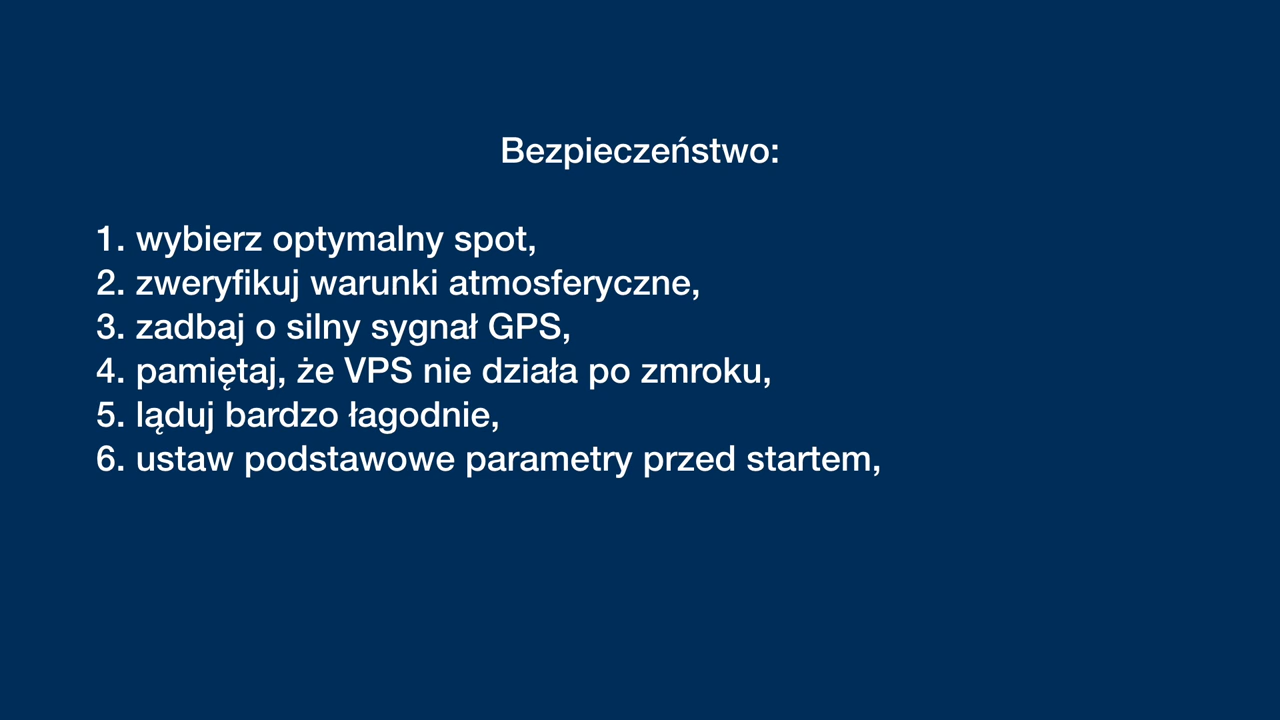 Bezpieczeństwo:
1. wybierz optymalny spot,
2. zweryfikuj warunki atmosferyczne,
3. zadbaj o silny sygnał GPS,
4. pamiętaj, że VPS nie działa po zmroku,
5. ląduj bardzo łagodnie,
6. ustaw podstawowe parametry przed startem,